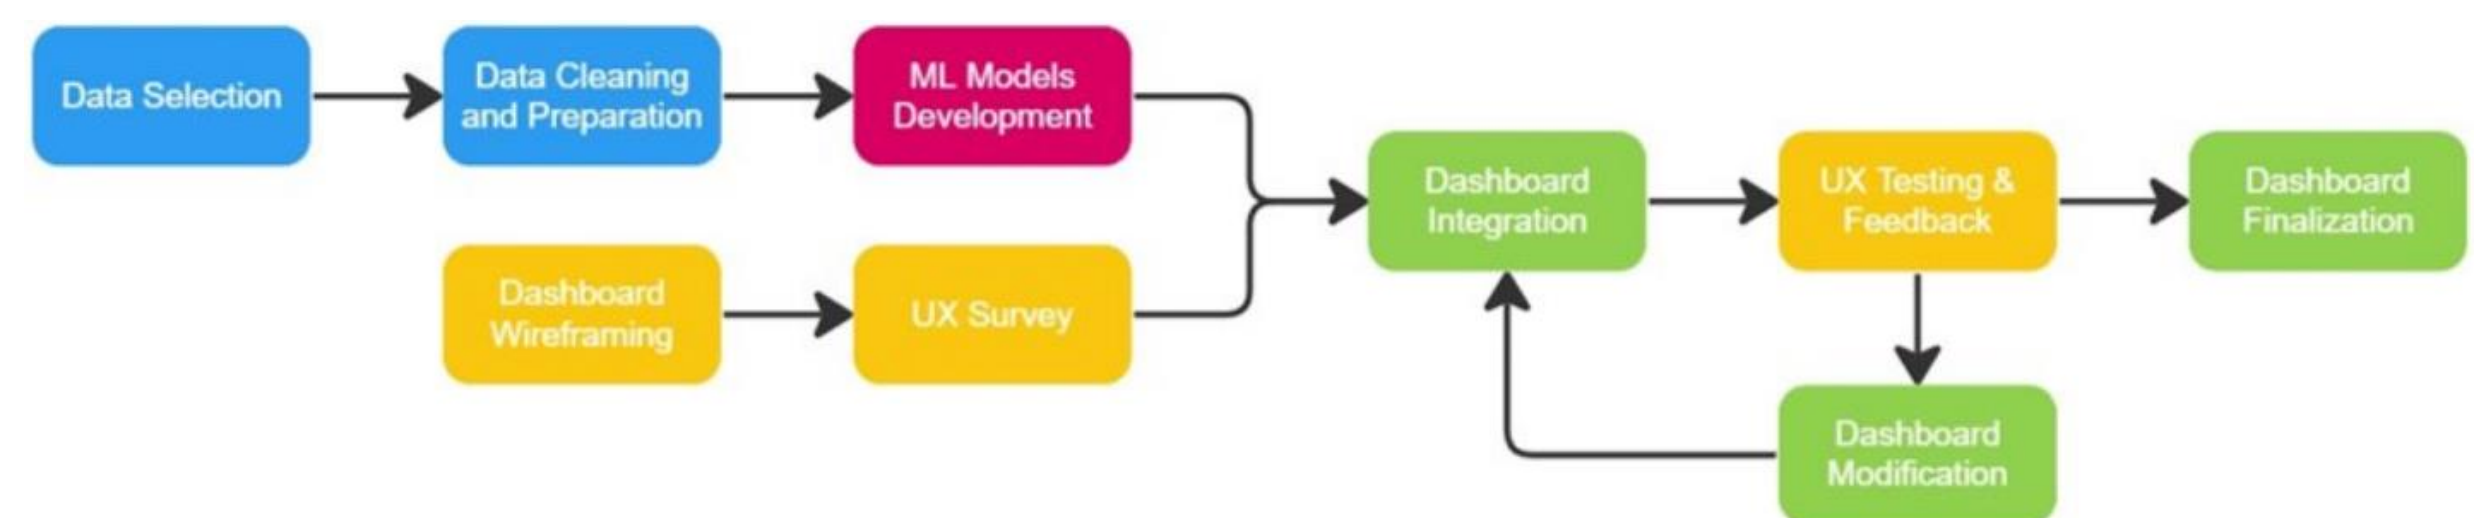 Data Selection
Data Cleaning
and Preparation
ML Models
Development
Dashboard
Wireframing
UX Survey
Dashboard
Integration
UX Testing &
Feedback
Dashboard
Finalization
Dashboard
Modification